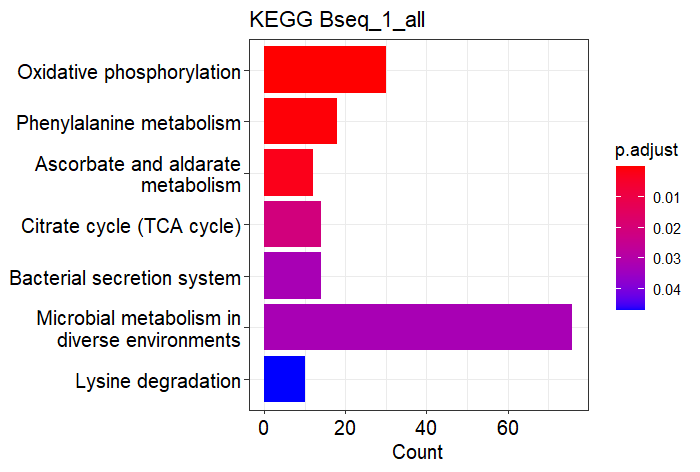 KEGG Bseq_1_all
Oxidative phosphorylation
Phenylalanine metabolism
Ascorbate and aldarate
metabolism
Citrate cycle (TCA cycle)
Bacterial secretion system
Microbial metabolism in
diverse environments
Lysine degradation
0 20 40 60
Count
p.adjust
0.01
0.02
0.03
0.04